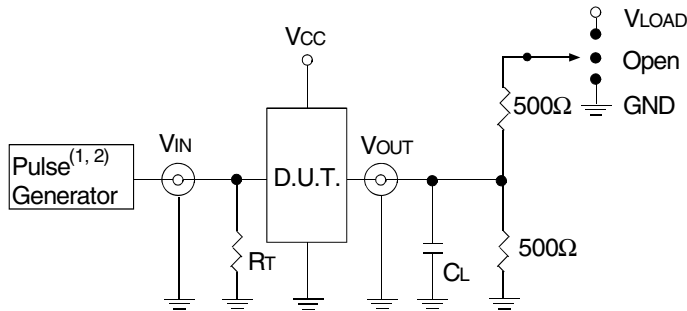 VLOAD
VCC
Open
500Ω
GND
VIN
VOUT
Pulse(1, 2)
Generator
D.U.T.
RT
CL
500Ω